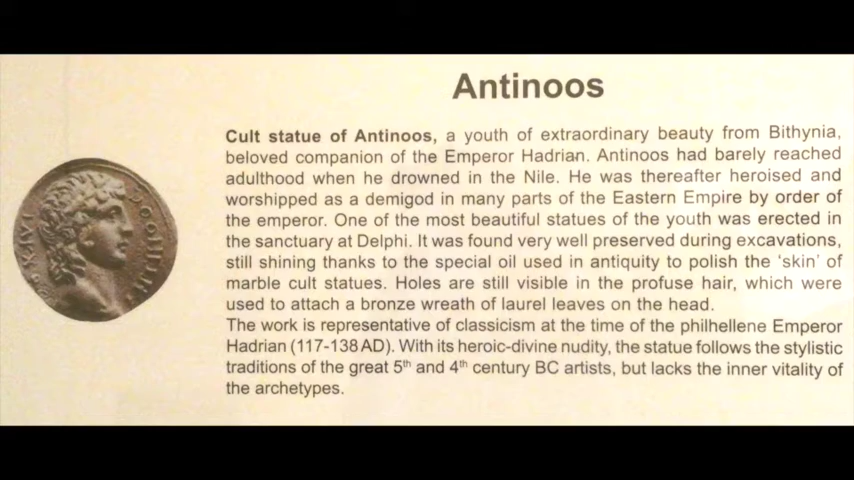 Antinoos
Cult statue of Antinoos, a youth of extraordinary beauty from Bithynia,
beloved companion of the Emperor Hadrian. Antinoos had barely reached
adulthood when he drowned in the Nile. He was thereafter heroised and
worshipped as a demigod in many parts of the Eastern Empire by order of
the emperor. One of the most beautiful statues of the youth was erected in
the sanctuary at Delphi. It was found very well preserved during excavations,
still shining thanks to the special oil used in antiquity to polish the ‘skin’ of
marble cult statues. Holes are still visible in the profuse hair, which were
used to attach a bronze wreath of laurel leaves on the head.
The work is representative of classicism at the time of the philhellene Emperor
Hadrian (117-138 AD). With its heroic-divine nudity, the statue follows the stylistic
traditions of the great 5th and 4th century BC artists, but lacks the inner vitality of
the archetypes.